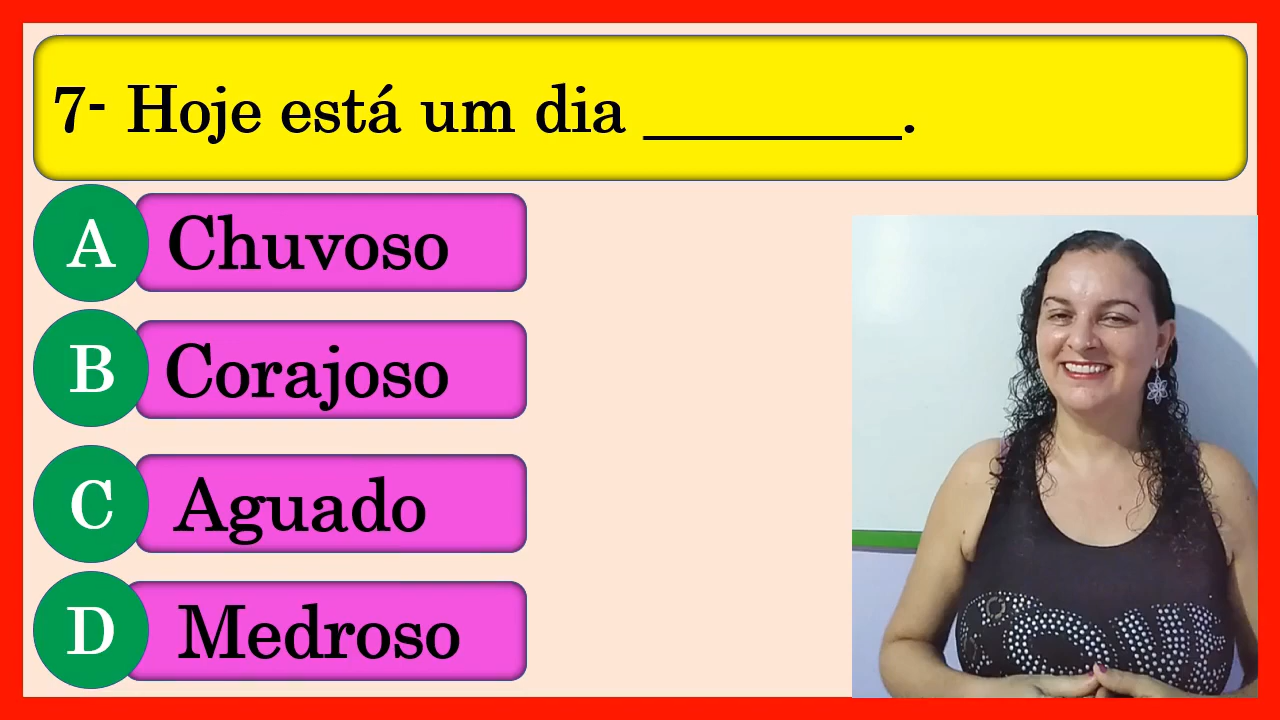 7- Hoje está um dia ________.
A Chuvoso
B Corajoso
C Aguado
D Medroso